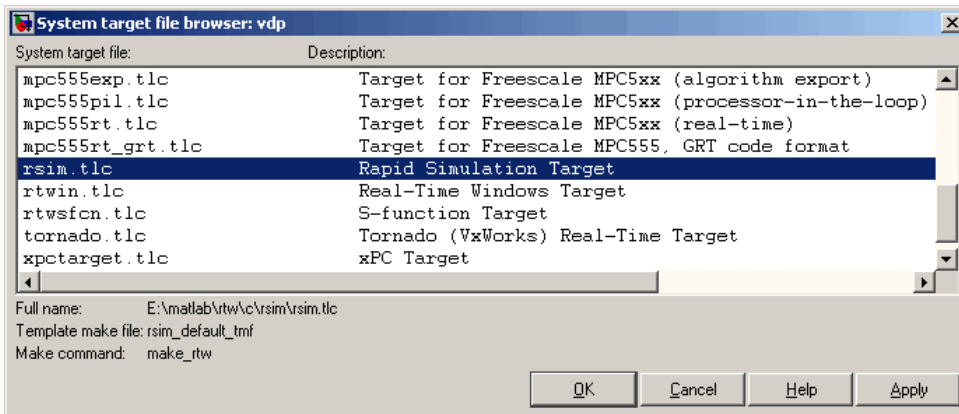 System target file browser: vdp
System target file: Description:
mpc555exp.tlc Target for Freescale MPC5xx (algorithm export)
mpc555pil.tlc Target for Freescale MPC5xx (processor-in-the-loop)
mpc555rt.tlc Target for Freescale MPC5xx (real-time)
mpc555rt_grt.tlc Target for Freescale MPC555, GRT code format
rsim.tlc Rapid Simulation Target
rtwin.tlc Real-Time Windows Target
rtwsfcn.tlc S-function Target
tornado.tlc Tornado (VxWorks) Real-Time Target
xpctarget.tlc xPC Target
Full name: E:\matlab\rtw\c\rsim\rsim.tlc
Template make file: rsim_default_tmf
Make command: make_rtw
OK Cancel Help Apply